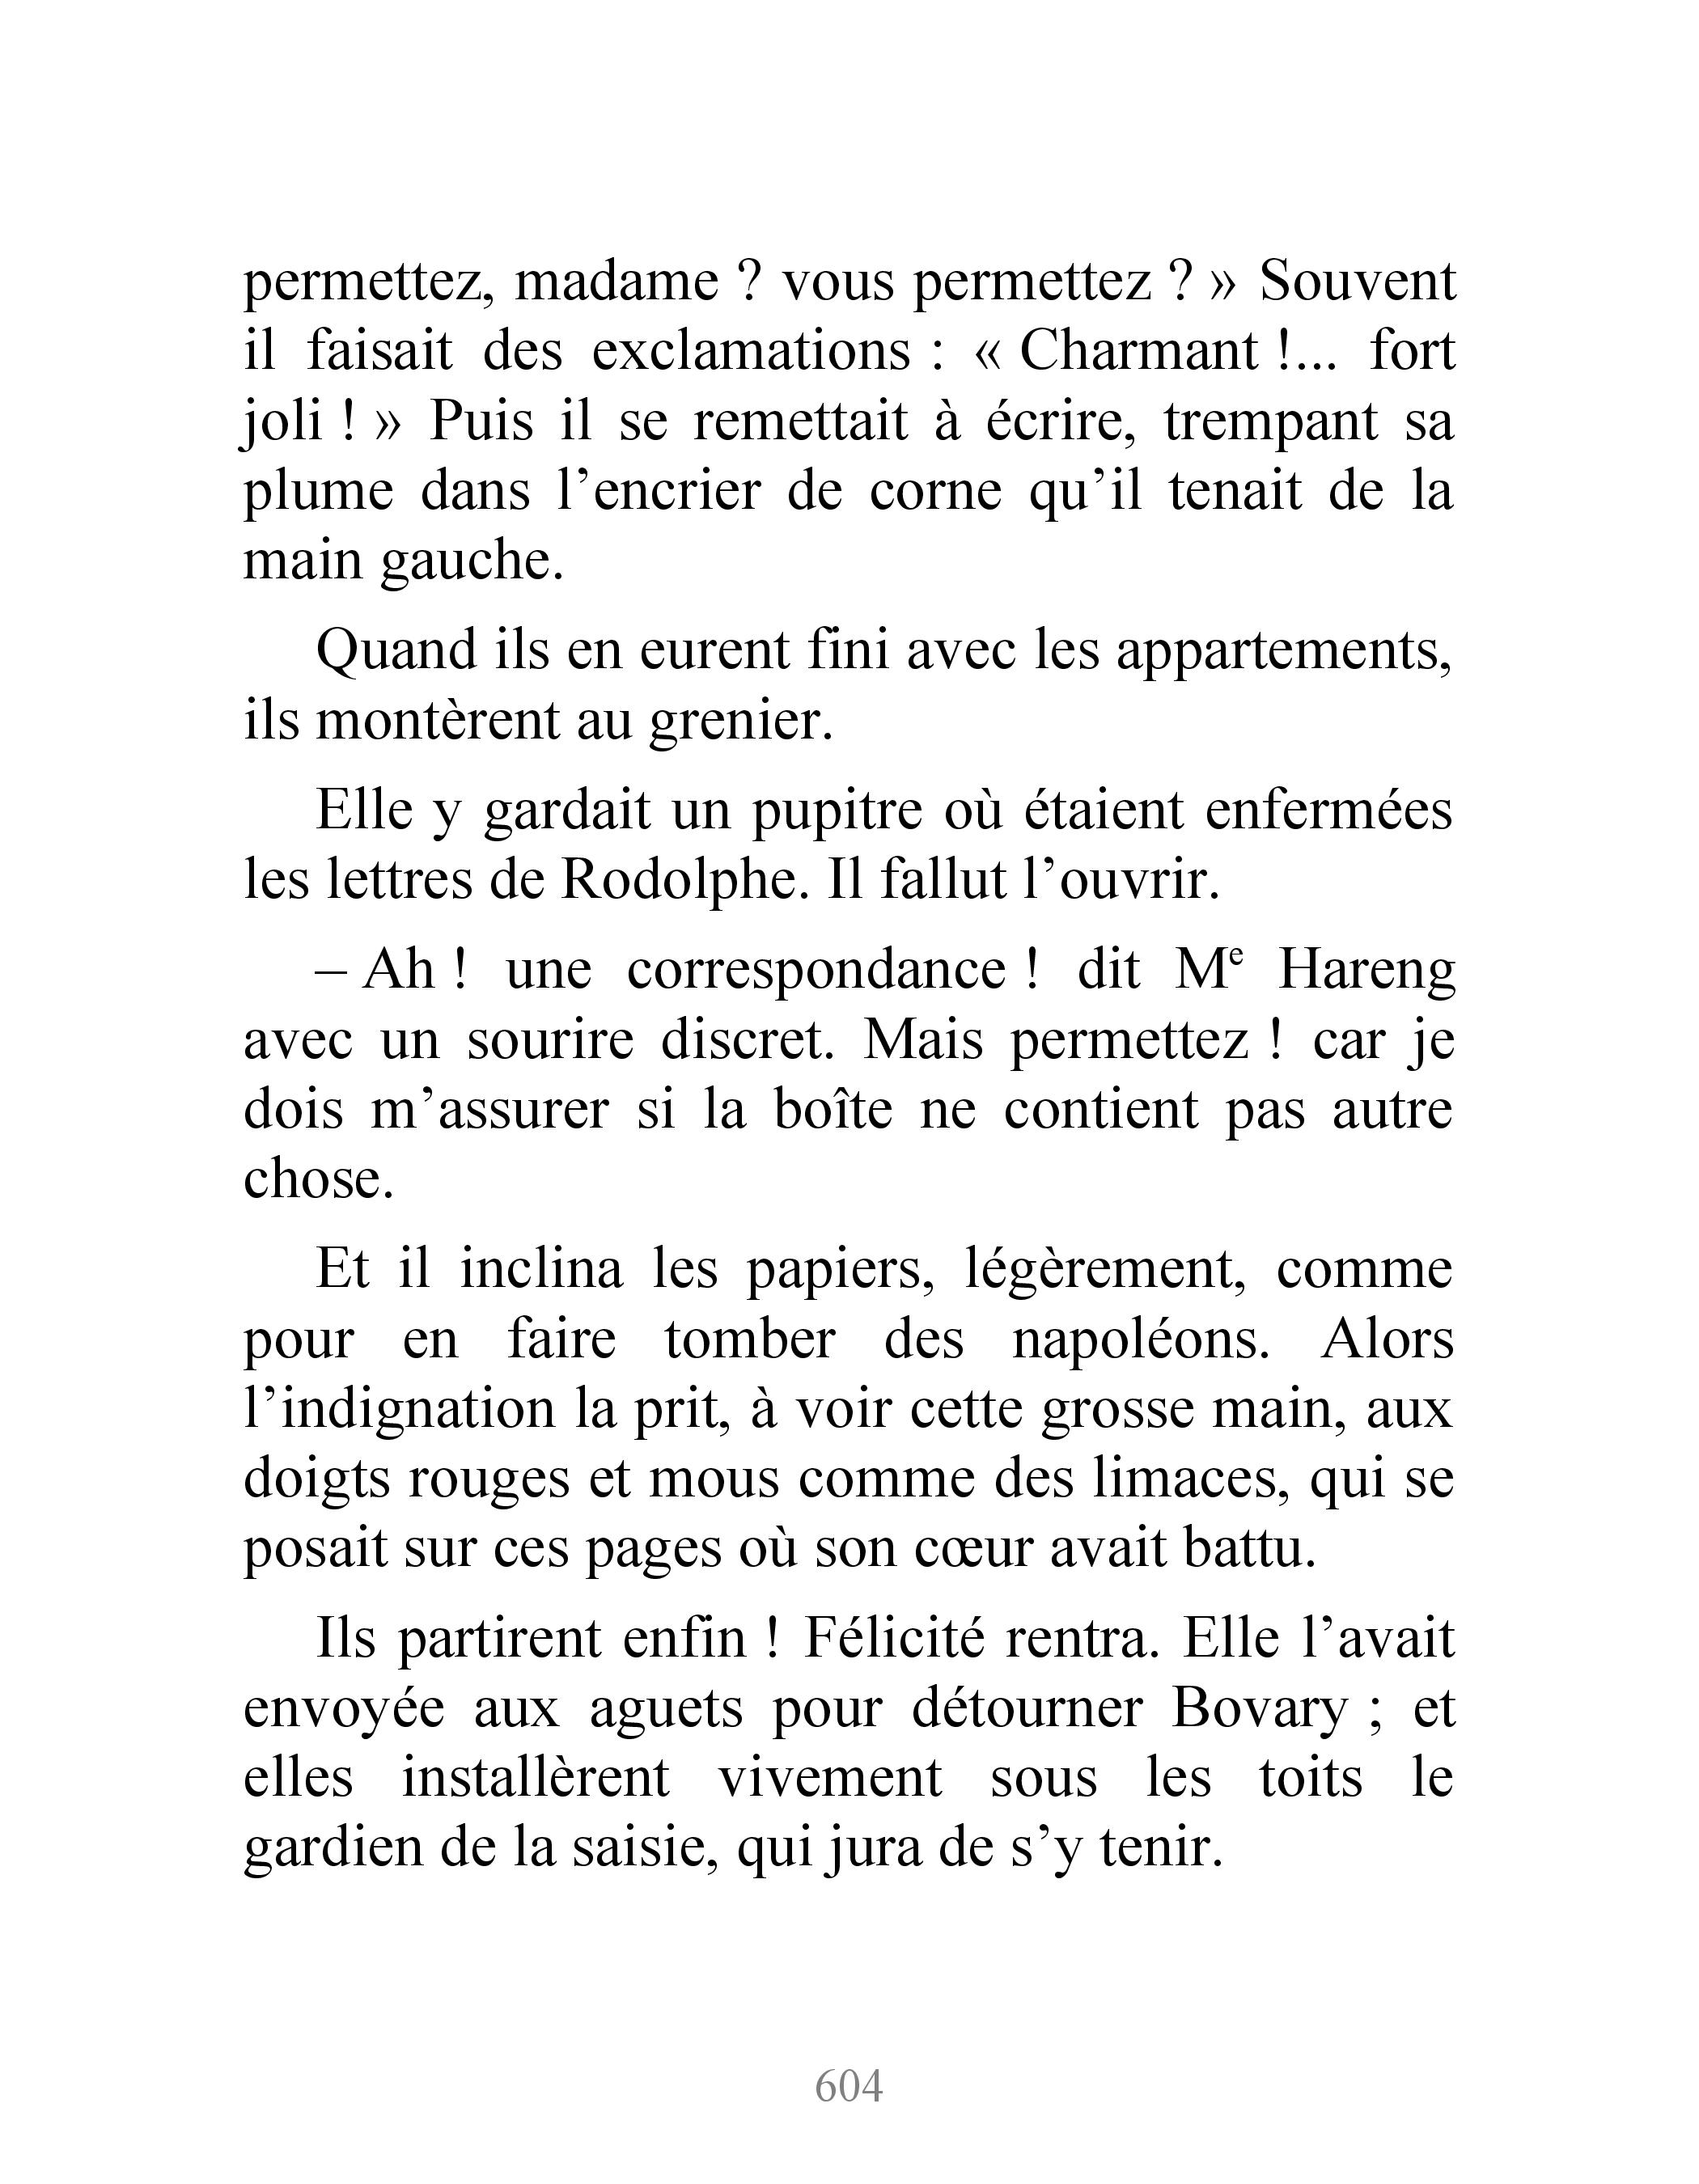 permettez, madame ? vous permettez ? » Souvent
il faisait des exclamations : « Charmant !... fort
joli ! » Puis il se remettait à écrire, trempant sa
plume dans l’encrier de corne qu’il tenait de la
main gauche.
Quand ils en eurent fini avec les appartements,
ils montèrent au grenier.
Elle y gardait un pupitre où étaient enfermées
les lettres de Rodolphe. Il fallut l’ouvrir.
– Ah ! une correspondance ! dit Mᵉ Hareng
avec un sourire discret. Mais permettez ! car je
dois m’assurer si la boîte ne contient pas autre
chose.
Et il inclina les papiers, légèrement, comme
pour en faire tomber des napoléons. Alors
l’indignation la prit, à voir cette grosse main, aux
doigts rouges et mous comme des limaces, qui se
posait sur ces pages où son cœur avait battu.
Ils partirent enfin ! Félicité rentra. Elle l’avait
envoyée aux aguets pour détourner Bovary ; et
elles installèrent vivement sous les toits le
gardien de la saisie, qui jura de s’y tenir.
604